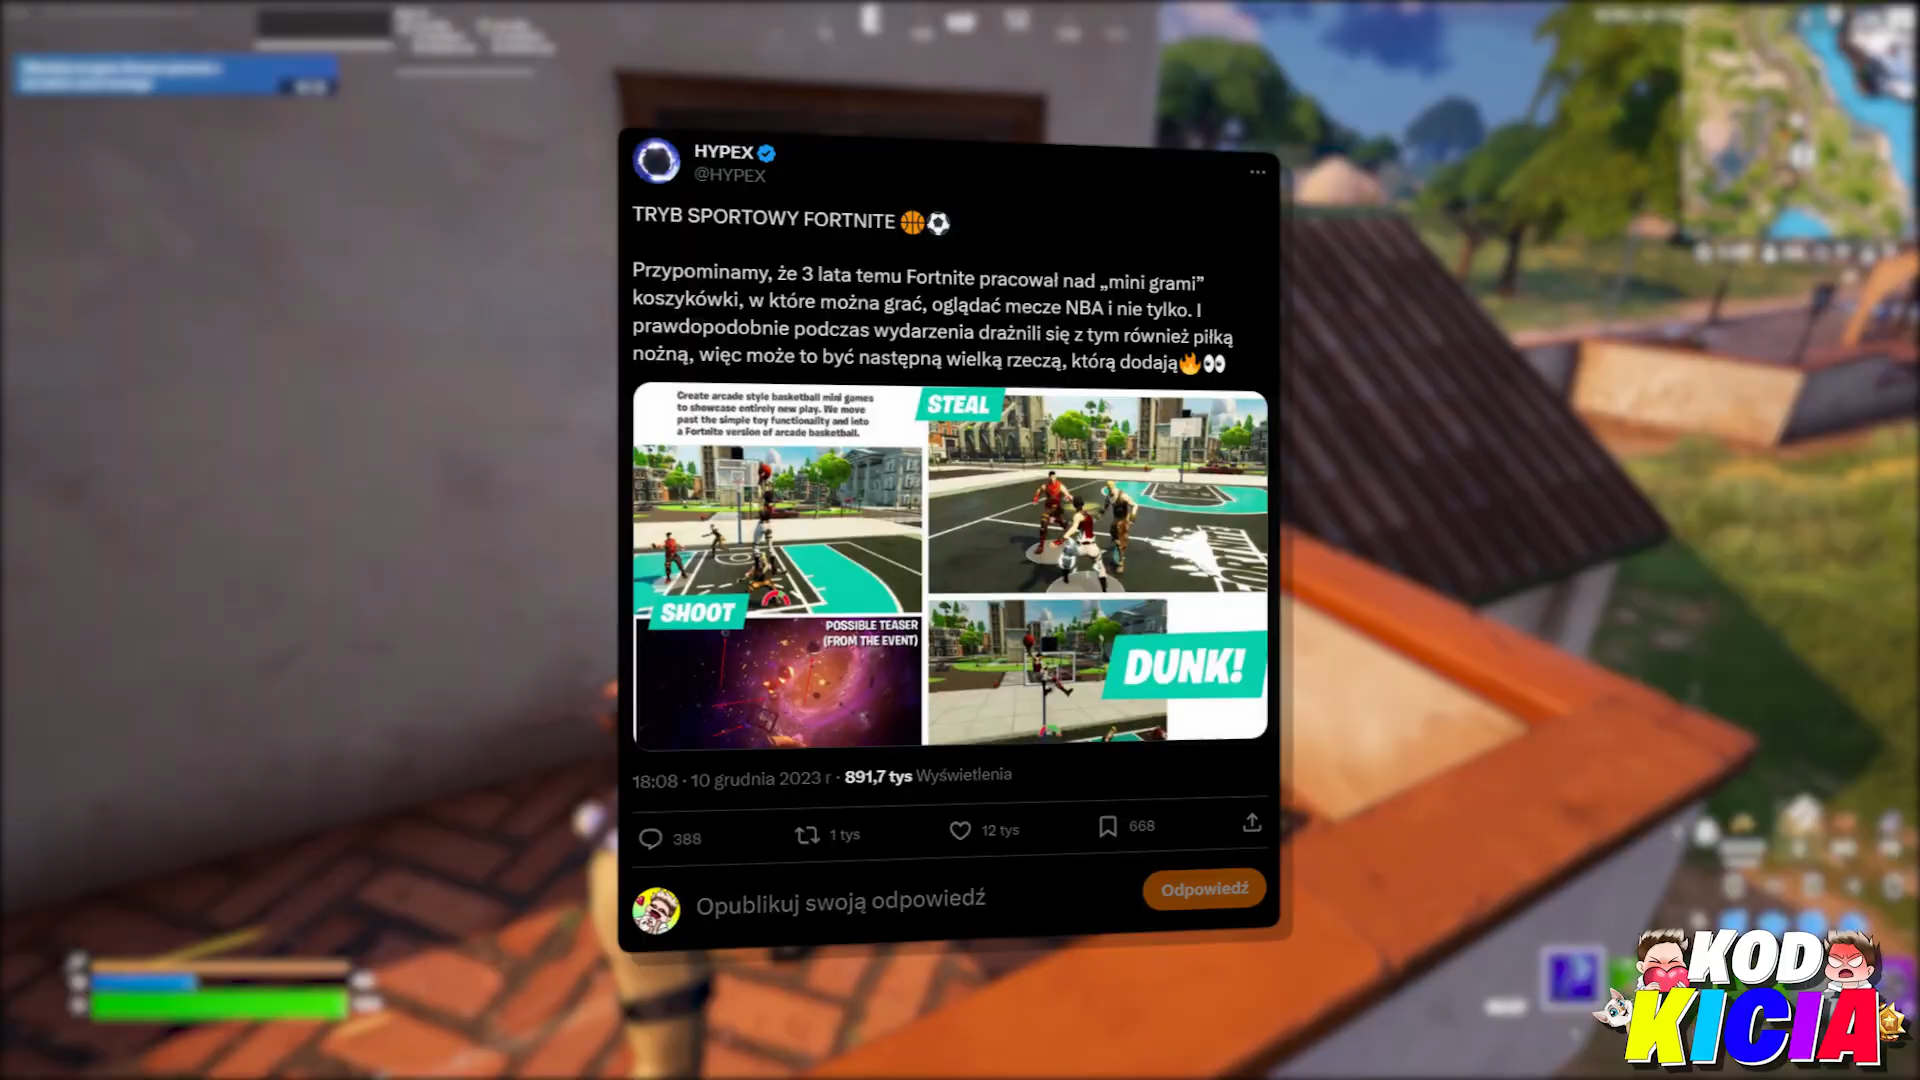 HYPEX
@HYPEX
TRYB SPORTOWY FORTNITE
Przypominamy, że 3 lata temu Fortnite pracował nad „mini grami”
koszykówki, w które można grać, oglądać mecze NBA i nie tylko. I
prawdopodobnie podczas wydarzenia drażnili się z tym również piłką
nożną, więc może to być następną wielką rzeczą, którą dodają
Create arcade style basketball mini games
to showcase entirely new play. We move
past the simple toy functionality and into
a Fortnite version of arcade basketball.
STEAL
SHOOT
POSSIBLE TEASER
(FROM THE EVENT)
DUNK!
18:08 · 10 grudnia 2023 r · 891,7 tys Wyświetlenia
388 1 tys 12 tys 668
Opublikuj swoją odpowiedź
Odpowiedź
KOD
KICIA